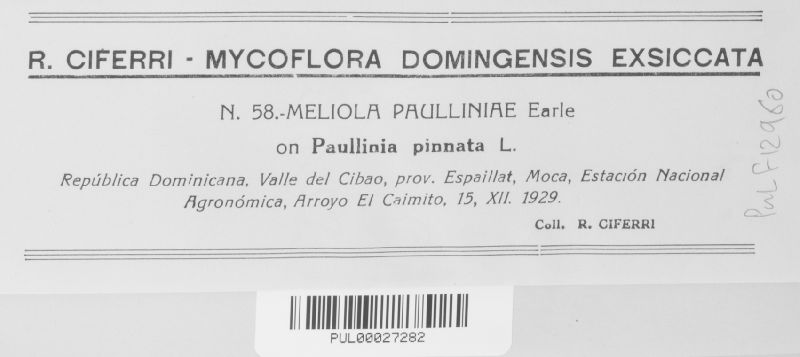 R. CIFERRI - MYCOFLORA DOMINGENSIS EXSICCATA
N. 58.-MELIOLA PAULLINIAE Earle
on Paullinia pinnata L.
República Dominicana, Valle del Cibao, prov. Espaillat, Moca, Estación Nacional
Agronómica, Arroyo El Caimito, 15, XII. 1929.
Coll. R. CIFERRI
PUL F12960
PUL00027282